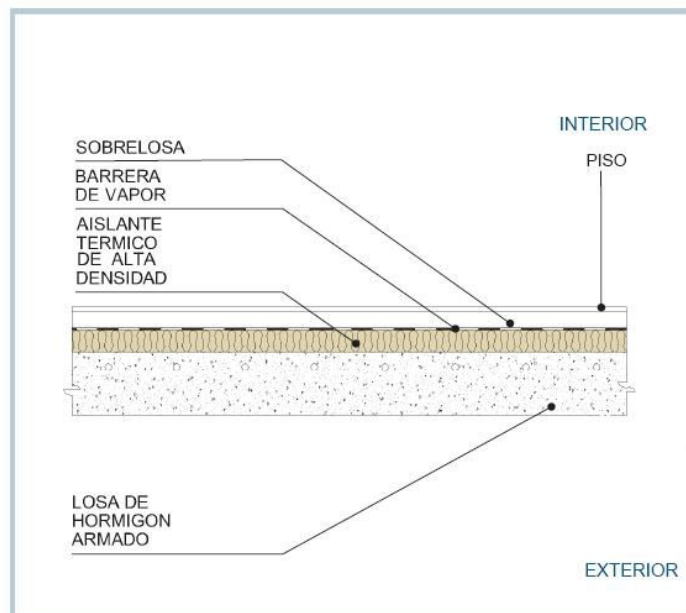 INTERIOR
SOBRELOSA
PISO
BARRERA
DE VAPOR
AISLANTE
TERMICO
DE ALTA
DENSIDAD
LOSA DE
HORMIGON
ARMADO
EXTERIOR